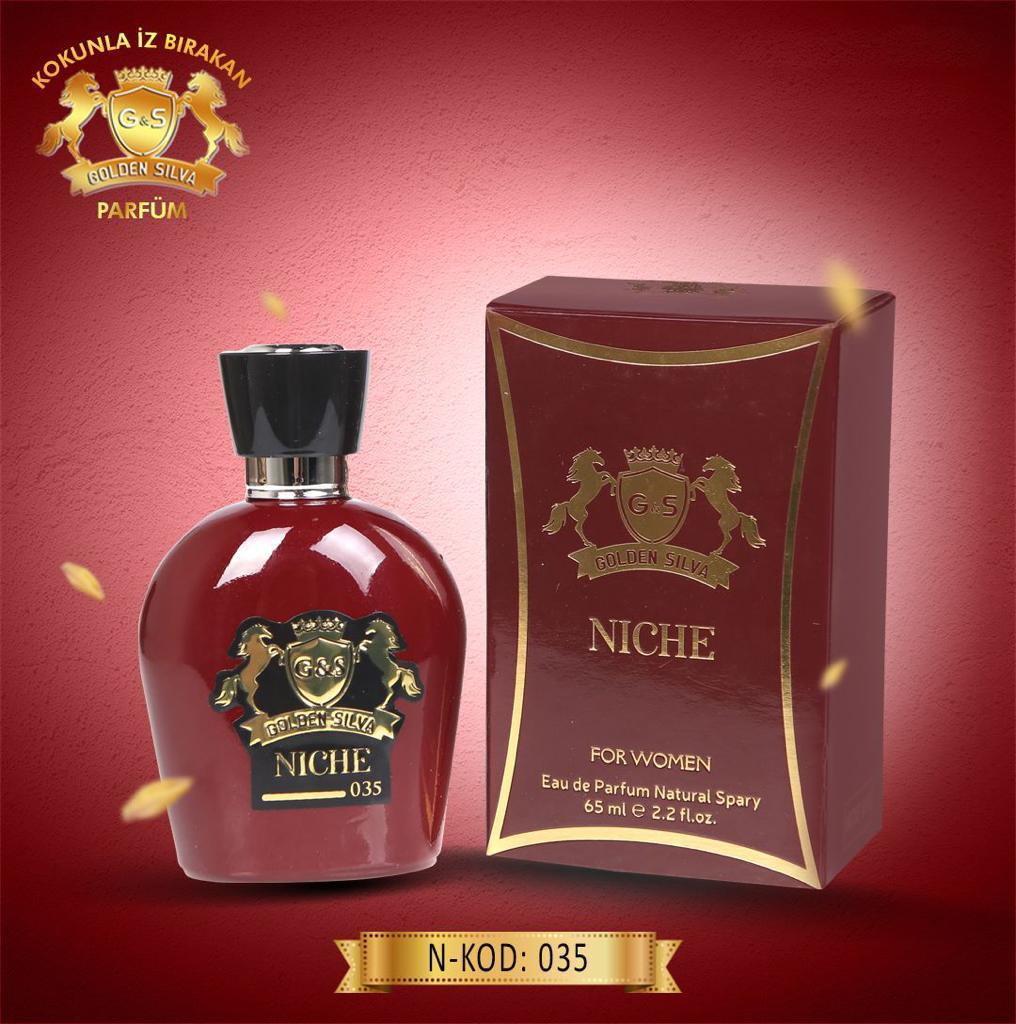 KOKUNLA İZ BIRAKAN
G&S
GOLDEN SILVA
PARFÜM
G&S
GOLDEN SILVA
NICHE
FOR WOMEN
Eau de Parfum Natural Spary
65 ml ℮ 2.2 fl.oz.
G&S
GOLDEN SILVA
NICHE
035
N-KOD: 035